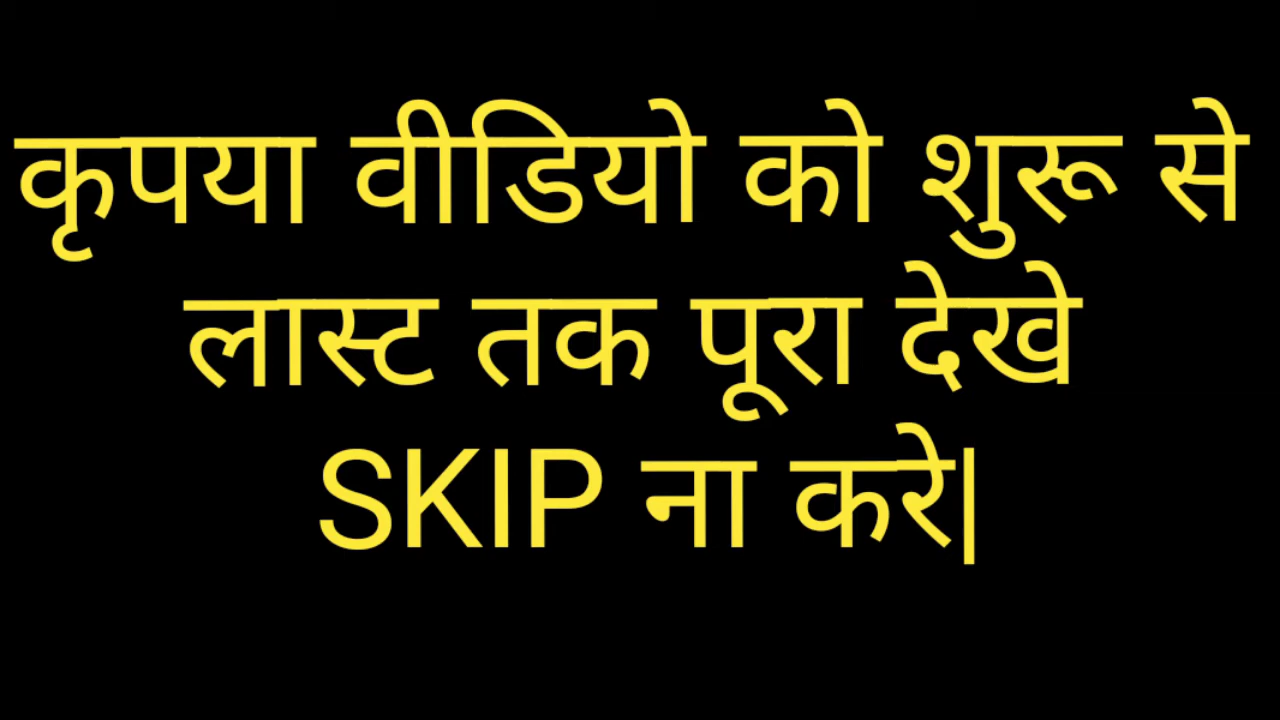 कृपया वीडियो को शुरू से
लास्ट तक पूरा देखे
SKIP ना करे|